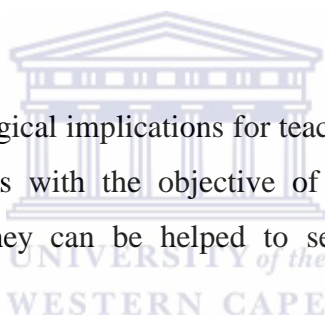 gical implications for teac
s with the objective of
ey can be helped to se
UNIVERSITY of the
WESTERN CAPE